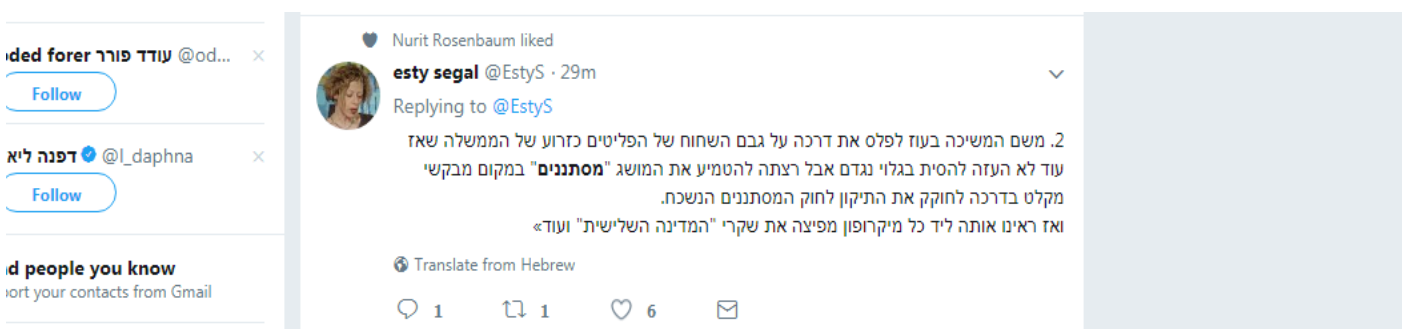 oded forer עודד פורר @od...
Follow
דפנה ליא @l_daphna
Follow
d people you know
port your contacts from Gmail
Nurit Rosenbaum liked
esty segal @EstyS · 29m
Replying to @EstyS
2. משם המשיכה בעוז לפלס את דרכה על גבם השחוח של הפליטים כזרוע של הממשלה שאז
עוד לא העזה להסית בגלוי נגדם אבל רצתה להטמיע את המושג "מסתננים" במקום מבקשי
מקלט בדרכה לחוקק את התיקון לחוק המסתננים הנשכח.
ואז ראינו אותה ליד כל מיקרופון מפיצה את שקרי "המדינה השלישית" ועוד»
Translate from Hebrew
1 1 6